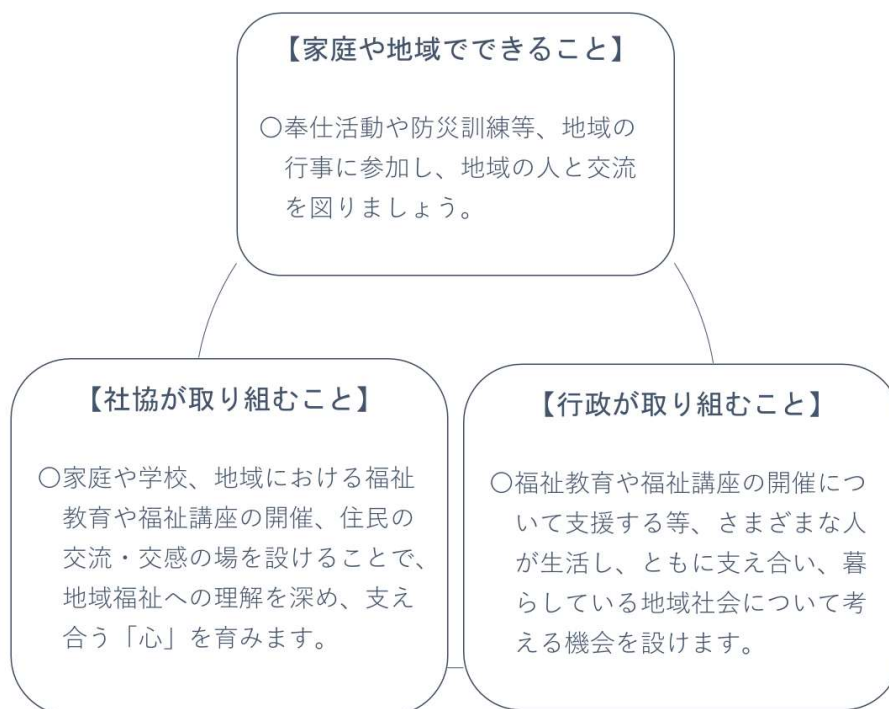 【家庭や地域でできること】
○奉仕活動や防災訓練等、地域の
行事に参加し、地域の人と交流
を図りましょう。
【社協が取り組むこと】
○家庭や学校、地域における福祉
教育や福祉講座の開催、住民の
交流・交感の場を設けることで、
地域福祉への理解を深め、支え
合う「心」を育みます。
【行政が取り組むこと】
○福祉教育や福祉講座の開催につ
いて支援する等、さまざまな人
が生活し、ともに支え合い、暮
らしている地域社会について考
える機会を設けます。